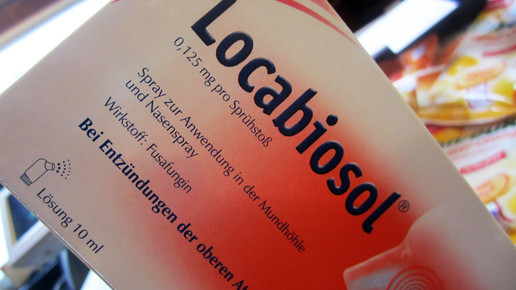 Locabiosol®
0,125 mg pro Sprühstoß
Spray zur Anwendung in der Mundhöhle
und Nasenspray
Wirkstoff: Fusafungin
Bei Entzündungen der oberen
Lösung 10 ml